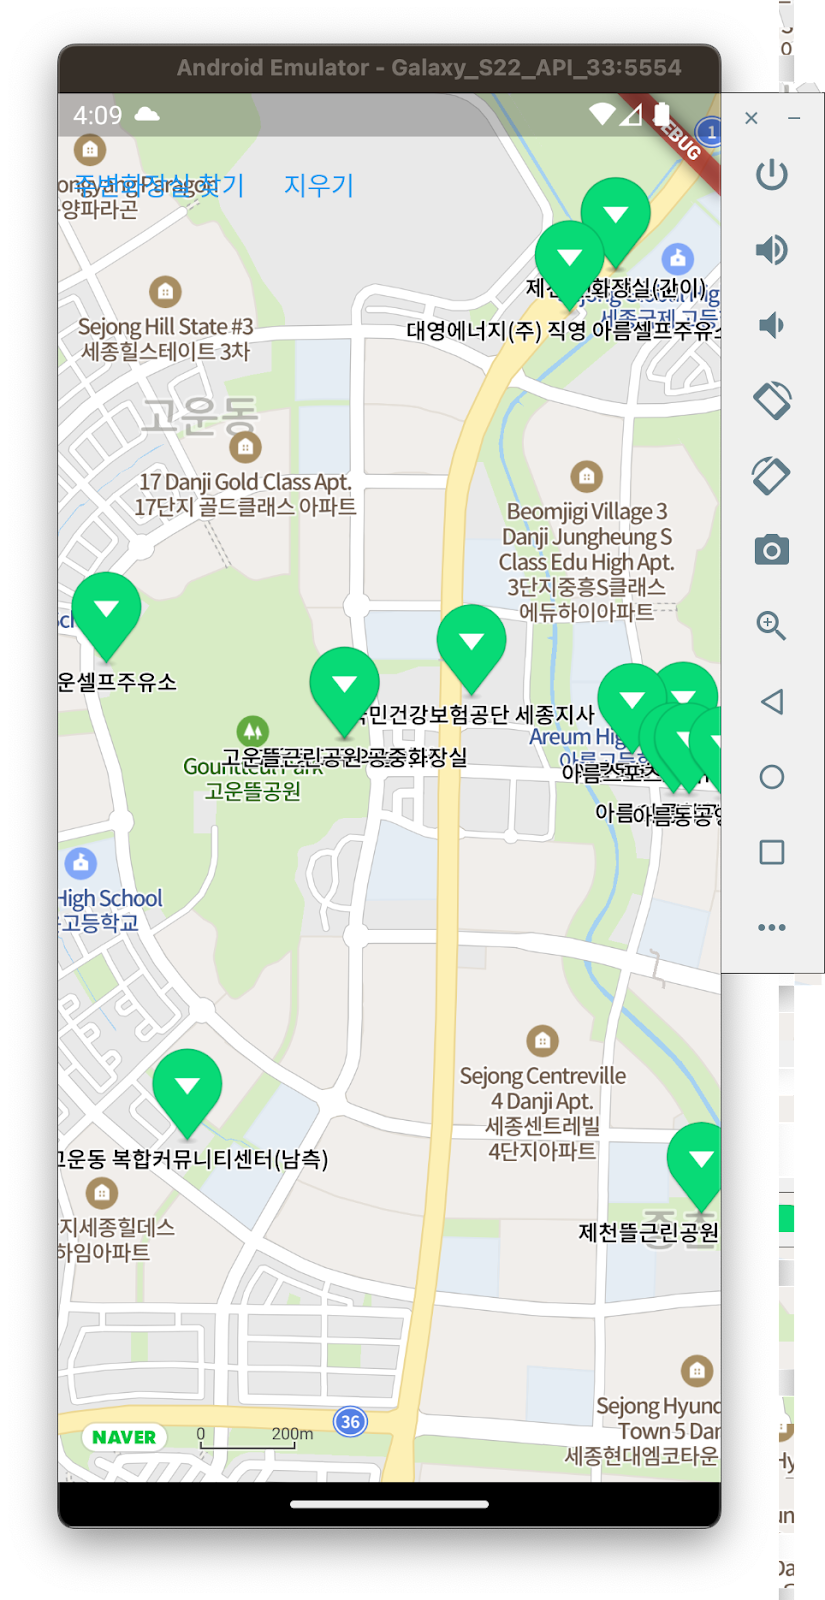 Android Emulator - Galaxy_S22_API_33:5554
4:09
DEBUG
1
주변화장실 찾기
지우기
양파라곤
Sejong Hill State #3
세종힐스테이트 3차
제천
화장실(간이)
세종국제고등
대영에너지(주) 직영 아름셀프주유소
고운동
17 Danji Gold Class Apt.
17단지 골드클래스 아파트
Beomjigi Village 3
Danji Jungheung S
Class Edu High Apt.
3단지중흥S클래스
에듀하이아파트
운셀프주유소
국민건강보험공단 세종지사
Areum Hig
고운뜰근린공원 공중화장실
Gountteul Park
고운뜰공원
아름스포츠
아름
아름동공영
High School
고등학교
Sejong Centreville
4 Danji Apt.
세종센트레빌
4단지아파트
고운동 복합커뮤니티센터(남측)
지세종힐데스
하임아파트
제천뜰근린공원
Sejong Hyund
Town 5 Dan
세종현대엠코타운
36
NAVER
0
200m